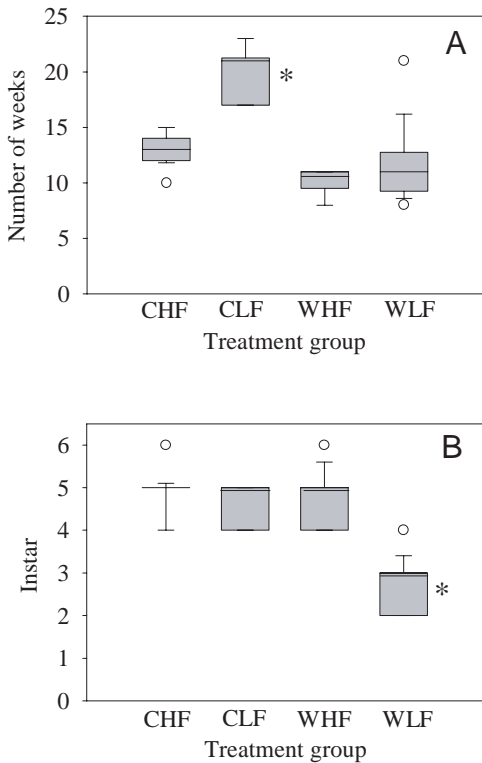 A
Number of weeks
25
20
15
10
5
0
*
CHF CLF WHF WLF
Treatment group
B
Instar
6
5
4
3
2
1
0
*
CHF CLF WHF WLF
Treatment group